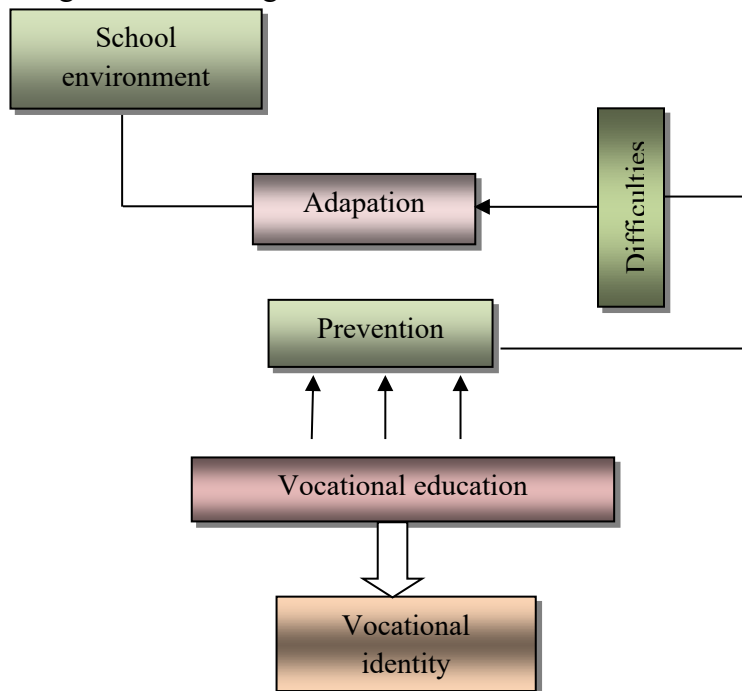 School
environment
Adapation
Difficulties
Prevention
Vocational education
Vocational
identity